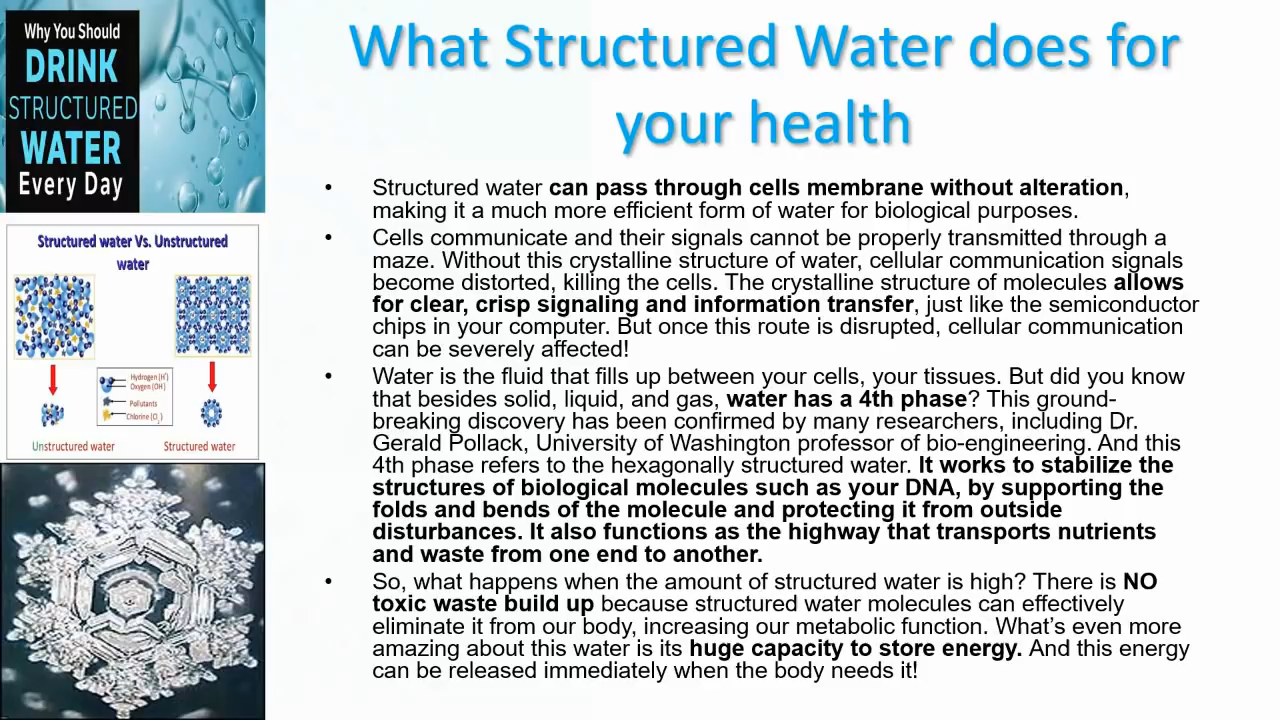 Why You Should
DRINK
STRUCTURED
WATER
Every Day
What Structured Water does for
your health
• Structured water can pass through cells membrane without alteration,
making it a much more efficient form of water for biological purposes.
• Cells communicate and their signals cannot be properly transmitted through a
maze. Without this crystalline structure of water, cellular communication signals
become distorted, killing the cells. The crystalline structure of molecules allows
for clear, crisp signaling and information transfer, just like the semiconductor
chips in your computer. But once this route is disrupted, cellular communication
can be severely affected!
• Water is the fluid that fills up between your cells, your tissues. But did you know
that besides solid, liquid, and gas, water has a 4th phase? This ground-
breaking discovery has been confirmed by many researchers, including Dr.
Gerald Pollack, University of Washington professor of bio-engineering. And this
4th phase refers to the hexagonally structured water. It works to stabilize the
structures of biological molecules such as your DNA, by supporting the
folds and bends of the molecule and protecting it from outside
disturbances. It also functions as the highway that transports nutrients
and waste from one end to another.
• So, what happens when the amount of structured water is high? There is NO
toxic waste build up because structured water molecules can effectively
eliminate it from our body, increasing our metabolic function. What's even more
amazing about this water is its huge capacity to store energy. And this energy
can be released immediately when the body needs it!
Structured water Vs. Unstructured
water
Hydrogen (H⁺)
Oxygen (OH⁻)
Pollutants
Chlorine (Cl₂)
Unstructured water
Structured water